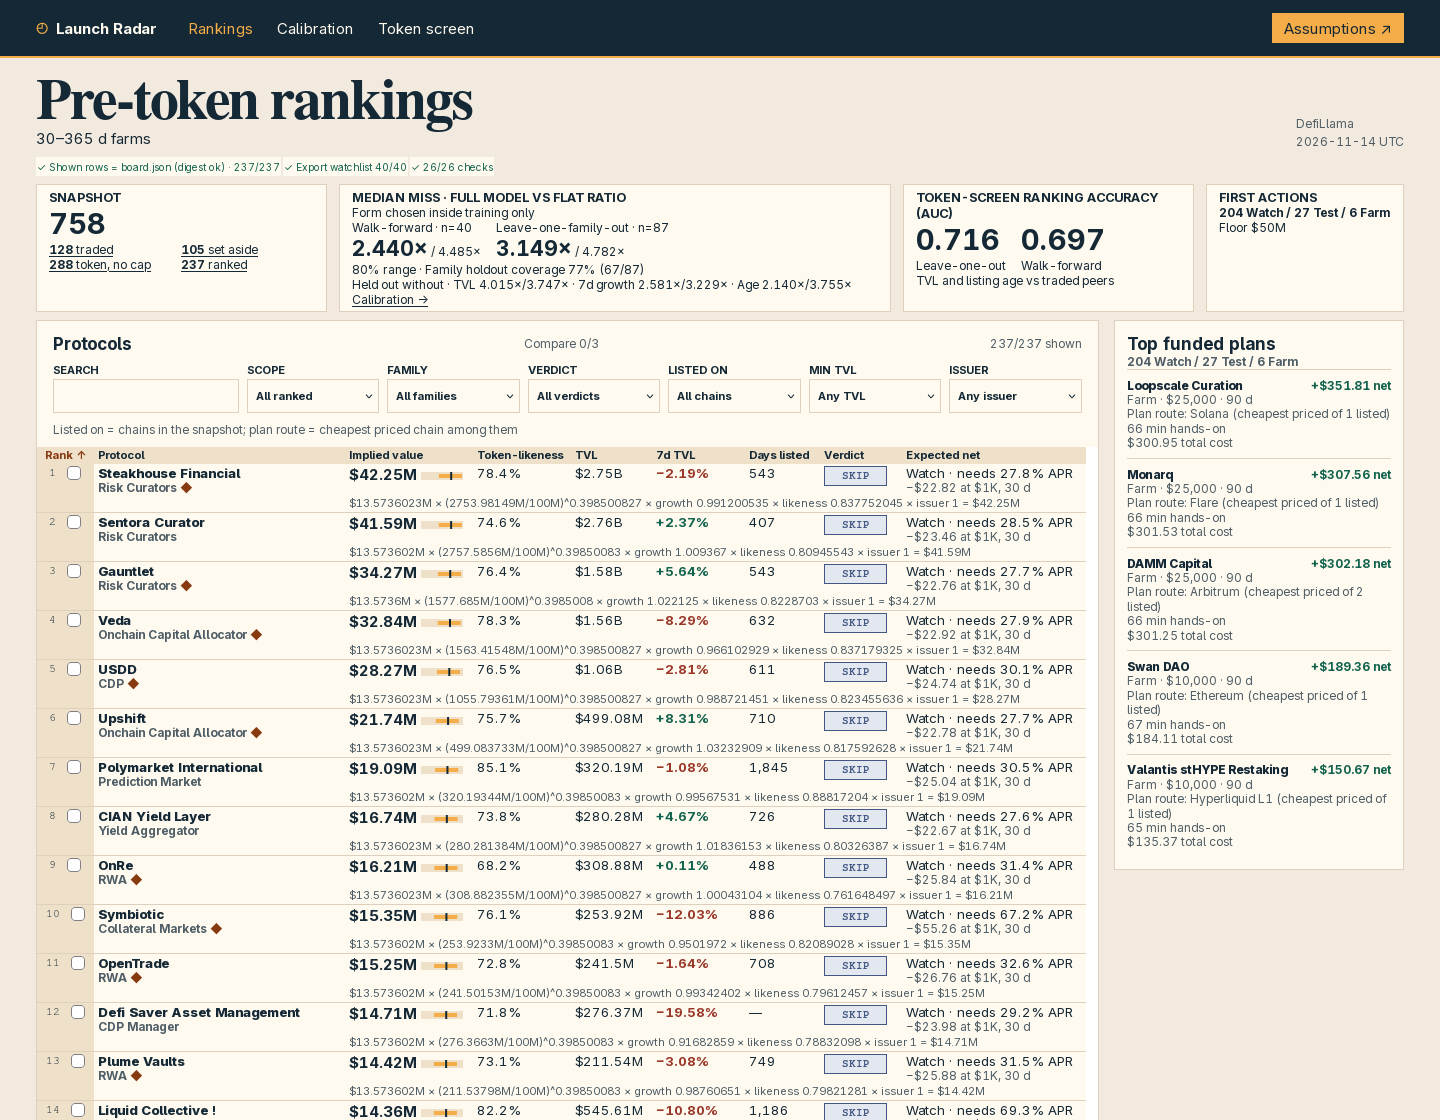 Launch Radar Rankings Calibration Token screen Assumptions ↗
Pre-token rankings
30–365 d farms
DefiLlama
2026-11-14 UTC
✓ Shown rows = board.json (digest ok) · 237/237 ✓ Export watchlist 40/40 ✓ 26/26 checks
SNAPSHOT
758
128 traded 105 set aside
288 token, no cap 237 ranked
MEDIAN MISS · FULL MODEL VS FLAT RATIO
Form chosen inside training only
Walk-forward · n=40 Leave-one-family-out · n=87
2.440× / 4.485× 3.149× / 4.782×
80% range · Family holdout coverage 77% (67/87)
Held out without · TVL 4.015×/3.747× · 7d growth 2.581×/3.229× · Age 2.140×/3.755×
Calibration →
TOKEN-SCREEN RANKING ACCURACY
(AUC)
0.716 0.697
Leave-one-out Walk-forward
TVL and listing age vs traded peers
FIRST ACTIONS
204 Watch / 27 Test / 6 Farm
Floor $50M
Protocols Compare 0/3 237/237 shown
SEARCH SCOPE FAMILY VERDICT LISTED ON MIN TVL ISSUER
All ranked All families All verdicts All chains Any TVL Any issuer
Listed on = chains in the snapshot; plan route = cheapest priced chain among them
Rank ↑ Protocol Implied value Token-likeness TVL 7d TVL Days listed Verdict Expected net
1 Steakhouse Financial $42.25M 78.4% $2.75B −2.19% 543 SKIP Watch · needs 27.8% APR
Risk Curators ◆ −$22.82 at $1K, 30 d
$13.5736023M × (2753.98149M/100M)^0.398500827 × growth 0.991200535 × likeness 0.837752045 × issuer 1 = $42.25M
2 Sentora Curator $41.59M 74.6% $2.76B +2.37% 407 SKIP Watch · needs 28.5% APR
Risk Curators −$23.46 at $1K, 30 d
$13.573602M × (2757.5856M/100M)^0.39850083 × growth 1.009367 × likeness 0.80945543 × issuer 1 = $41.59M
3 Gauntlet $34.27M 76.4% $1.58B +5.64% 543 SKIP Watch · needs 27.7% APR
Risk Curators ◆ −$22.76 at $1K, 30 d
$13.5736M × (1577.685M/100M)^0.3985008 × growth 1.022125 × likeness 0.8228703 × issuer 1 = $34.27M
4 Veda $32.84M 78.3% $1.56B −8.29% 632 SKIP Watch · needs 27.9% APR
Onchain Capital Allocator ◆ −$22.92 at $1K, 30 d
$13.5736023M × (1563.41548M/100M)^0.398500827 × growth 0.966102929 × likeness 0.837179325 × issuer 1 = $32.84M
5 USDD $28.27M 76.5% $1.06B −2.81% 611 SKIP Watch · needs 30.1% APR
CDP ◆ −$24.74 at $1K, 30 d
$13.5736023M × (1055.79361M/100M)^0.398500827 × growth 0.988721451 × likeness 0.823455636 × issuer 1 = $28.27M
6 Upshift $21.74M 75.7% $499.08M +8.31% 710 SKIP Watch · needs 27.7% APR
Onchain Capital Allocator ◆ −$22.78 at $1K, 30 d
$13.5736023M × (499.083733M/100M)^0.398500827 × growth 1.03232909 × likeness 0.817592628 × issuer 1 = $21.74M
7 Polymarket International $19.09M 85.1% $320.19M −1.08% 1,845 SKIP Watch · needs 30.5% APR
Prediction Market −$25.04 at $1K, 30 d
$13.573602M × (320.19344M/100M)^0.39850083 × growth 0.99567531 × likeness 0.88817204 × issuer 1 = $19.09M
8 CIAN Yield Layer $16.74M 73.8% $280.28M +4.67% 726 SKIP Watch · needs 27.6% APR
Yield Aggregator −$22.67 at $1K, 30 d
$13.5736023M × (280.281384M/100M)^0.398500827 × growth 1.01836153 × likeness 0.80326387 × issuer 1 = $16.74M
9 OnRe $16.21M 68.2% $308.88M +0.11% 488 SKIP Watch · needs 31.4% APR
RWA ◆ −$25.84 at $1K, 30 d
$13.5736023M × (308.882355M/100M)^0.398500827 × growth 1.00043104 × likeness 0.761648497 × issuer 1 = $16.21M
10 Symbiotic $15.35M 76.1% $253.92M −12.03% 886 SKIP Watch · needs 67.2% APR
Collateral Markets ◆ −$55.26 at $1K, 30 d
$13.573602M × (253.9233M/100M)^0.39850083 × growth 0.9501972 × likeness 0.82089028 × issuer 1 = $15.35M
11 OpenTrade $15.25M 72.8% $241.5M −1.64% 708 SKIP Watch · needs 32.6% APR
RWA ◆ −$26.76 at $1K, 30 d
$13.573602M × (241.50153M/100M)^0.39850083 × growth 0.99342402 × likeness 0.79612457 × issuer 1 = $15.25M
12 Defi Saver Asset Management $14.71M 71.8% $276.37M −19.58% — SKIP Watch · needs 29.2% APR
CDP Manager −$23.98 at $1K, 30 d
$13.573602M × (276.3663M/100M)^0.39850083 × growth 0.91682859 × likeness 0.78832098 × issuer 1 = $14.71M
13 Plume Vaults $14.42M 73.1% $211.54M −3.08% 749 SKIP Watch · needs 31.5% APR
RWA ◆ −$25.88 at $1K, 30 d
$13.573602M × (211.53798M/100M)^0.39850083 × growth 0.98760651 × likeness 0.79821281 × issuer 1 = $14.42M
14 Liquid Collective ! $14.36M 82.2% $545.61M −10.80% 1,186 SKIP Watch · needs 69.3% APR
Top funded plans
204 Watch / 27 Test / 6 Farm
Loopscale Curation +$351.81 net
Farm · $25,000 · 90 d
Plan route: Solana (cheapest priced of 1 listed)
66 min hands-on
$300.95 total cost
Monarq +$307.56 net
Farm · $25,000 · 90 d
Plan route: Flare (cheapest priced of 1 listed)
66 min hands-on
$301.53 total cost
DAMM Capital +$302.18 net
Farm · $25,000 · 90 d
Plan route: Arbitrum (cheapest priced of 2
listed)
66 min hands-on
$301.25 total cost
Swan DAO +$189.36 net
Farm · $10,000 · 90 d
Plan route: Ethereum (cheapest priced of 1
listed)
67 min hands-on
$184.11 total cost
Valantis stHYPE Restaking +$150.67 net
Farm · $10,000 · 90 d
Plan route: Hyperliquid L1 (cheapest priced of
1 listed)
65 min hands-on
$135.37 total cost